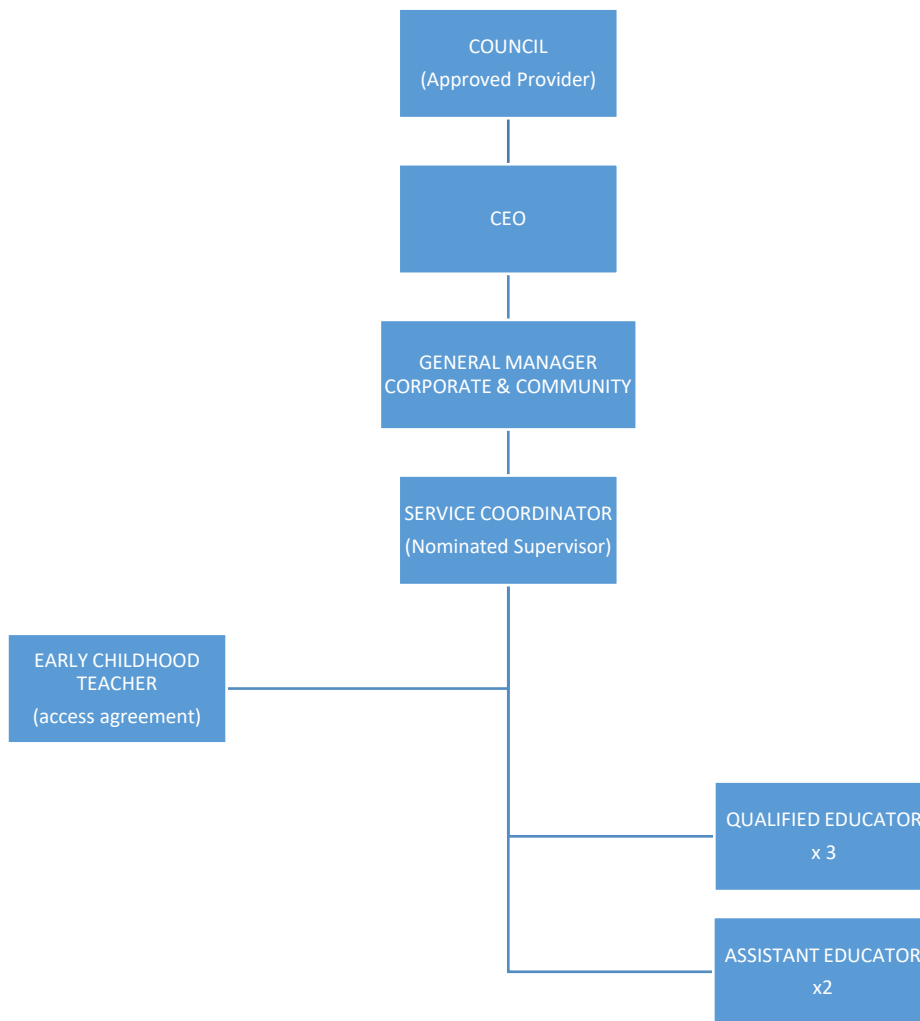 COUNCIL
(Approved Provider)
CEO
GENERAL MANAGER
CORPORATE & COMMUNITY
SERVICE COORDINATOR
(Nominated Supervisor)
EARLY CHILDHOOD
TEACHER
(access agreement)
QUALIFIED EDUCATOR
x 3
ASSISTANT EDUCATOR
x2